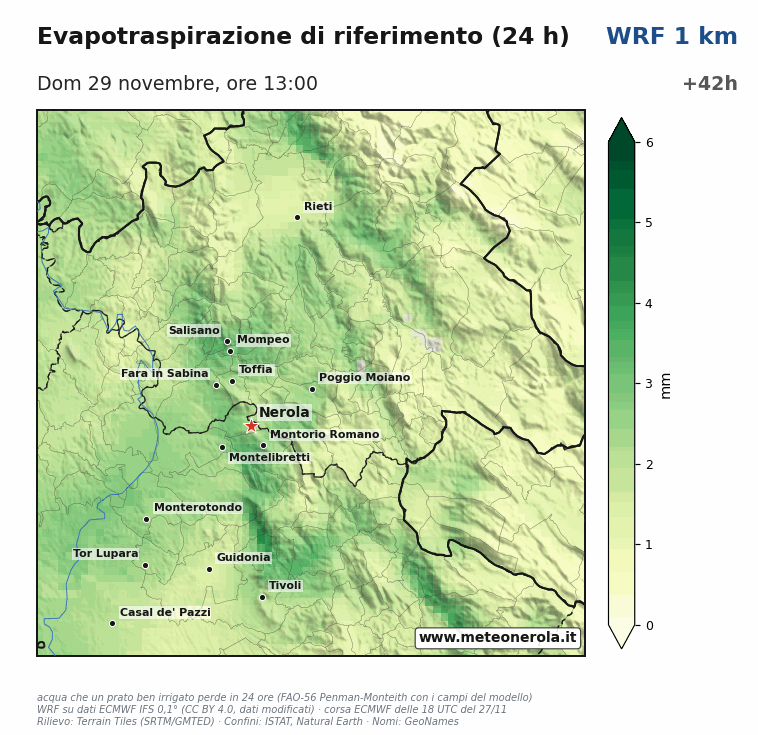 Evapotraspirazione di riferimento (24 h) WRF 1 km
Dom 29 novembre, ore 13:00 +42h
Rieti
Salisano
Mompeo
Toffia
Fara in Sabina
Poggio Moiano
Nerola
Montorio Romano
Montelibretti
Monterotondo
Tor Lupara
Guidonia
Tivoli
Casal de' Pazzi
www.meteonerola.it
6
5
4
3
2
1
0
mm
acqua che un prato ben irrigato perde in 24 ore (FAO-56 Penman-Monteith con i campi del modello)
WRF su dati ECMWF IFS 0,1° (CC BY 4.0, dati modificati) · corsa ECMWF delle 18 UTC del 27/11
Rilievo: Terrain Tiles (SRTM/GMTED) · Confini: ISTAT, Natural Earth · Nomi: GeoNames